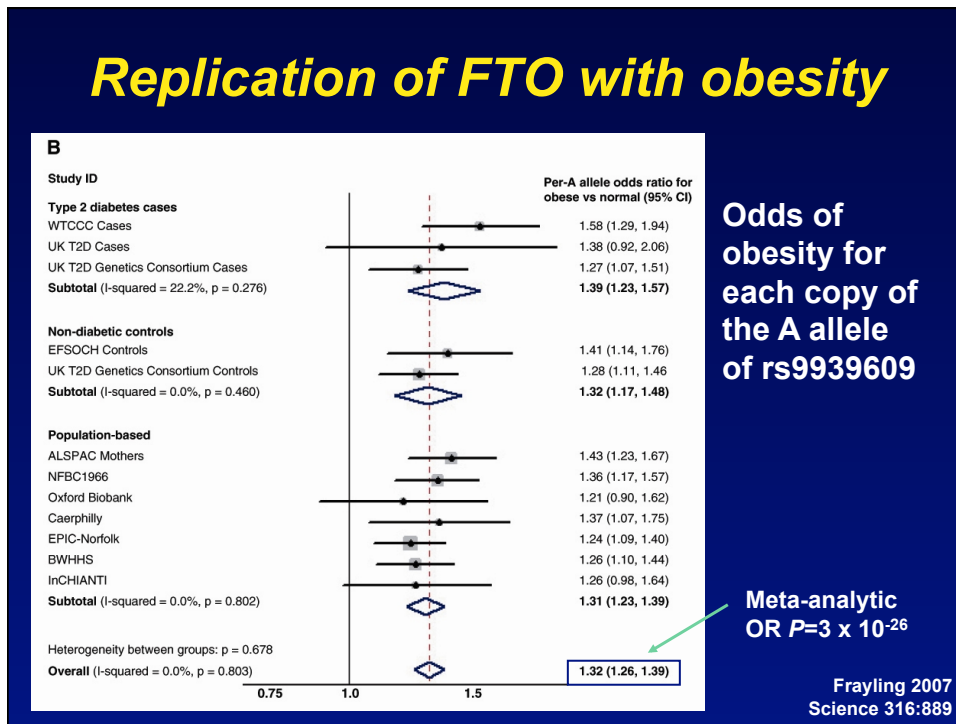 Replication of FTO with obesity
B
Study ID
Per-A allele odds ratio for
obese vs normal (95% CI)
Type 2 diabetes cases
WTCCC Cases 1.58 (1.29, 1.94)
UK T2D Cases 1.38 (0.92, 2.06)
UK T2D Genetics Consortium Cases 1.27 (1.07, 1.51)
Subtotal (I-squared = 22.2%, p = 0.276) 1.39 (1.23, 1.57)
Non-diabetic controls
EFSOCH Controls 1.41 (1.14, 1.76)
UK T2D Genetics Consortium Controls 1.28 (1.11, 1.46
Subtotal (I-squared = 0.0%, p = 0.460) 1.32 (1.17, 1.48)
Population-based
ALSPAC Mothers 1.43 (1.23, 1.67)
NFBC1966 1.36 (1.17, 1.57)
Oxford Biobank 1.21 (0.90, 1.62)
Caerphilly 1.37 (1.07, 1.75)
EPIC-Norfolk 1.24 (1.09, 1.40)
BWHHS 1.26 (1.10, 1.44)
InCHIANTI 1.26 (0.98, 1.64)
Subtotal (I-squared = 0.0%, p = 0.802) 1.31 (1.23, 1.39)
Heterogeneity between groups: p = 0.678
Overall (I-squared = 0.0%, p = 0.803) 1.32 (1.26, 1.39)
0.75 1.0 1.5
Odds of
obesity for
each copy of
the A allele
of rs9939609
Meta-analytic
OR P=3 x 10-26
Frayling 2007
Science 316:889